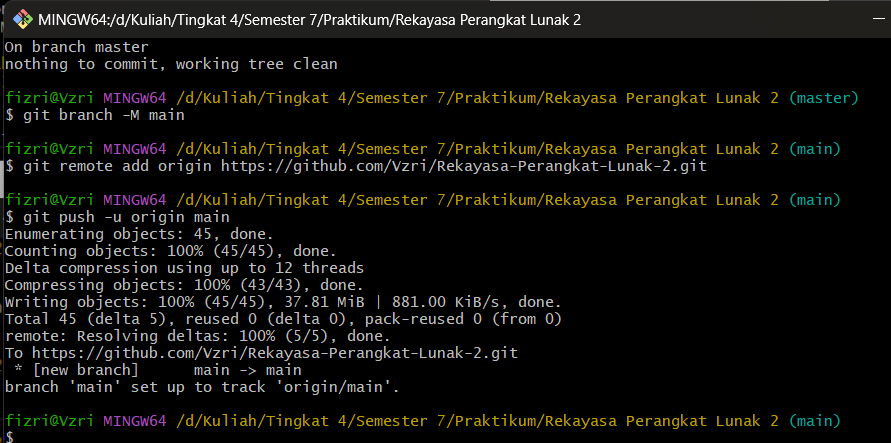 MINGW64:/d/Kuliah/Tingkat 4/Semester 7/Praktikum/Rekayasa Perangkat Lunak 2
On branch master
nothing to commit, working tree clean
fizri@Vzri MINGW64 /d/Kuliah/Tingkat 4/Semester 7/Praktikum/Rekayasa Perangkat Lunak 2 (master)
$ git branch -M main
fizri@Vzri MINGW64 /d/Kuliah/Tingkat 4/Semester 7/Praktikum/Rekayasa Perangkat Lunak 2 (main)
$ git remote add origin https://github.com/Vzri/Rekayasa-Perangkat-Lunak-2.git
fizri@Vzri MINGW64 /d/Kuliah/Tingkat 4/Semester 7/Praktikum/Rekayasa Perangkat Lunak 2 (main)
$ git push -u origin main
Enumerating objects: 45, done.
Counting objects: 100% (45/45), done.
Delta compression using up to 12 threads
Compressing objects: 100% (43/43), done.
Writing objects: 100% (45/45), 37.81 MiB | 881.00 KiB/s, done.
Total 45 (delta 5), reused 0 (delta 0), pack-reused 0 (from 0)
remote: Resolving deltas: 100% (5/5), done.
To https://github.com/Vzri/Rekayasa-Perangkat-Lunak-2.git
 * [new branch]      main -> main
branch 'main' set up to track 'origin/main'.
fizri@Vzri MINGW64 /d/Kuliah/Tingkat 4/Semester 7/Praktikum/Rekayasa Perangkat Lunak 2 (main)
$